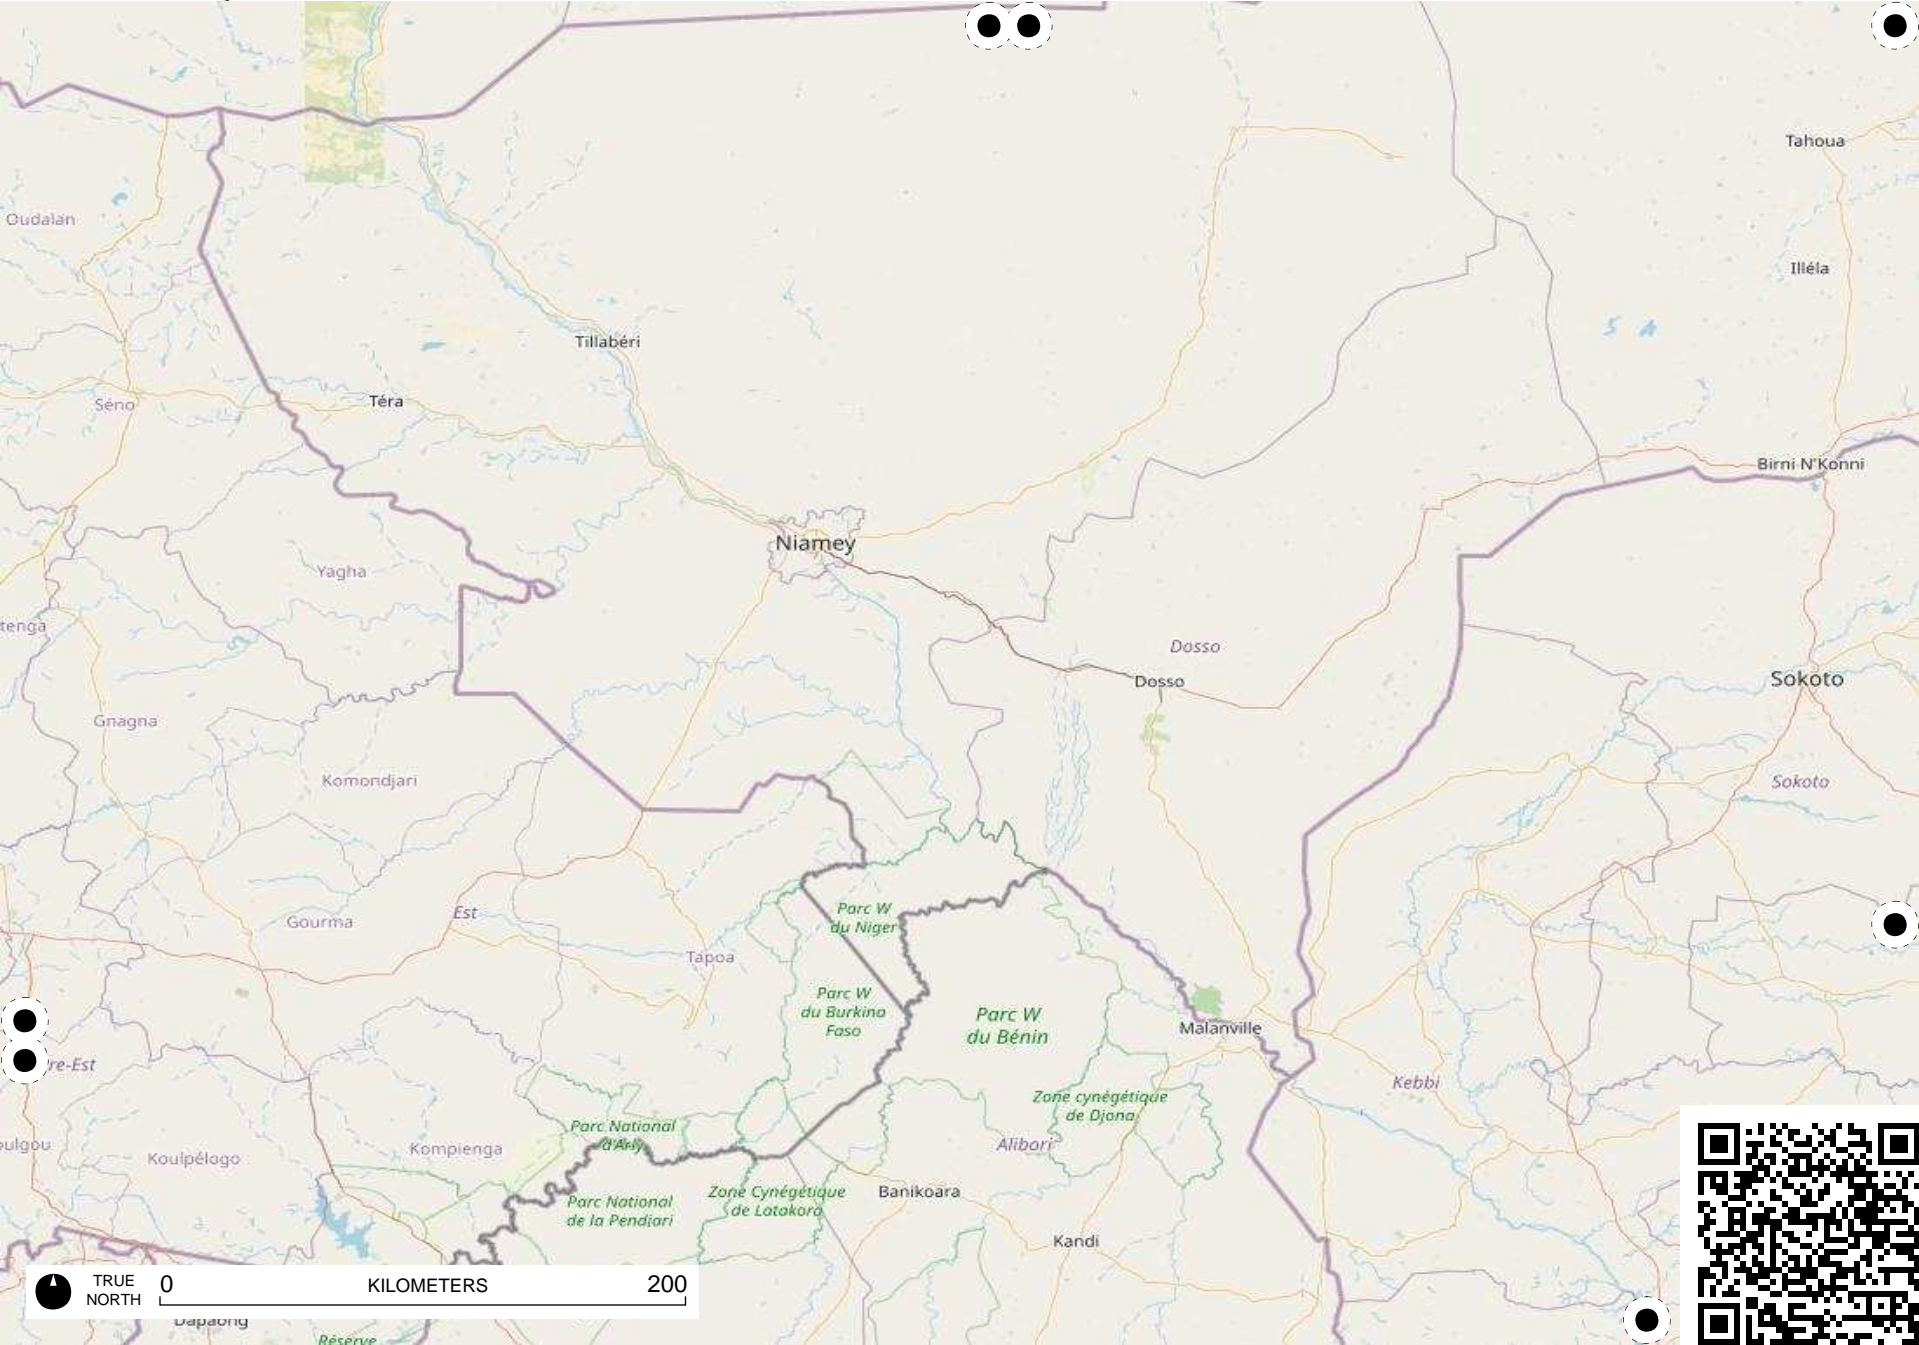 Tahoua
Oudalan
Illéla
S A
Tillabéri
Téra
Séno
Birni N'Konni
Niamey
Yagha
tenga
Dosso
Dosso
Sokoto
Gnagna
Komondjari
Sokoto
Parc W
du Niger
Est
Gourma
Tapoa
Parc W
du Burkina
Faso
Parc W
du Bénin
Malanville
re-Est
Kebbi
Zone cynégétique
de Djona
Parc National
d'Arly
Alibori
oulgou
Koulpélogo
Kompienga
Banikoara
Zone Cynégétique
de Latakora
Parc National
de la Pendjari
Kandi
TRUE
NORTH
0 KILOMETERS 200
Dapaong
Réserve